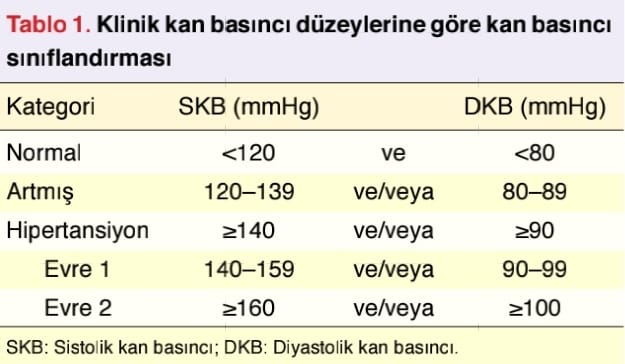 Tablo 1. Klinik kan basıncı düzeylerine göre kan basıncı
sınıflandırması
Kategori SKB (mmHg) DKB (mmHg)
Normal <120 ve <80
Artmış 120–139 ve/veya 80–89
Hipertansiyon ≥140 ve/veya ≥90
Evre 1 140–159 ve/veya 90–99
Evre 2 ≥160 ve/veya ≥100
SKB: Sistolik kan basıncı; DKB: Diyastolik kan basıncı.